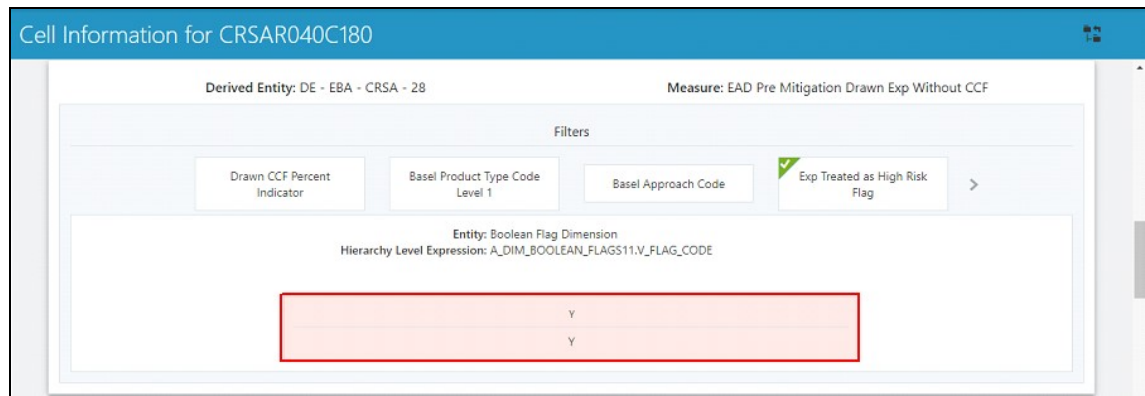 Cell Information for CRSAR040C180
Derived Entity: DE - EBA - CRSA - 28
Measure: EAD Pre Mitigation Drawn Exp Without CCF
Filters
Drawn CCF Percent
Indicator
Basel Product Type Code
Level 1
Basel Approach Code
Exp Treated as High Risk
Flag
Entity: Boolean Flag Dimension
Hierarchy Level Expression: A_DIM_BOOLEAN_FLAGS11.V_FLAG_CODE
Y
Y